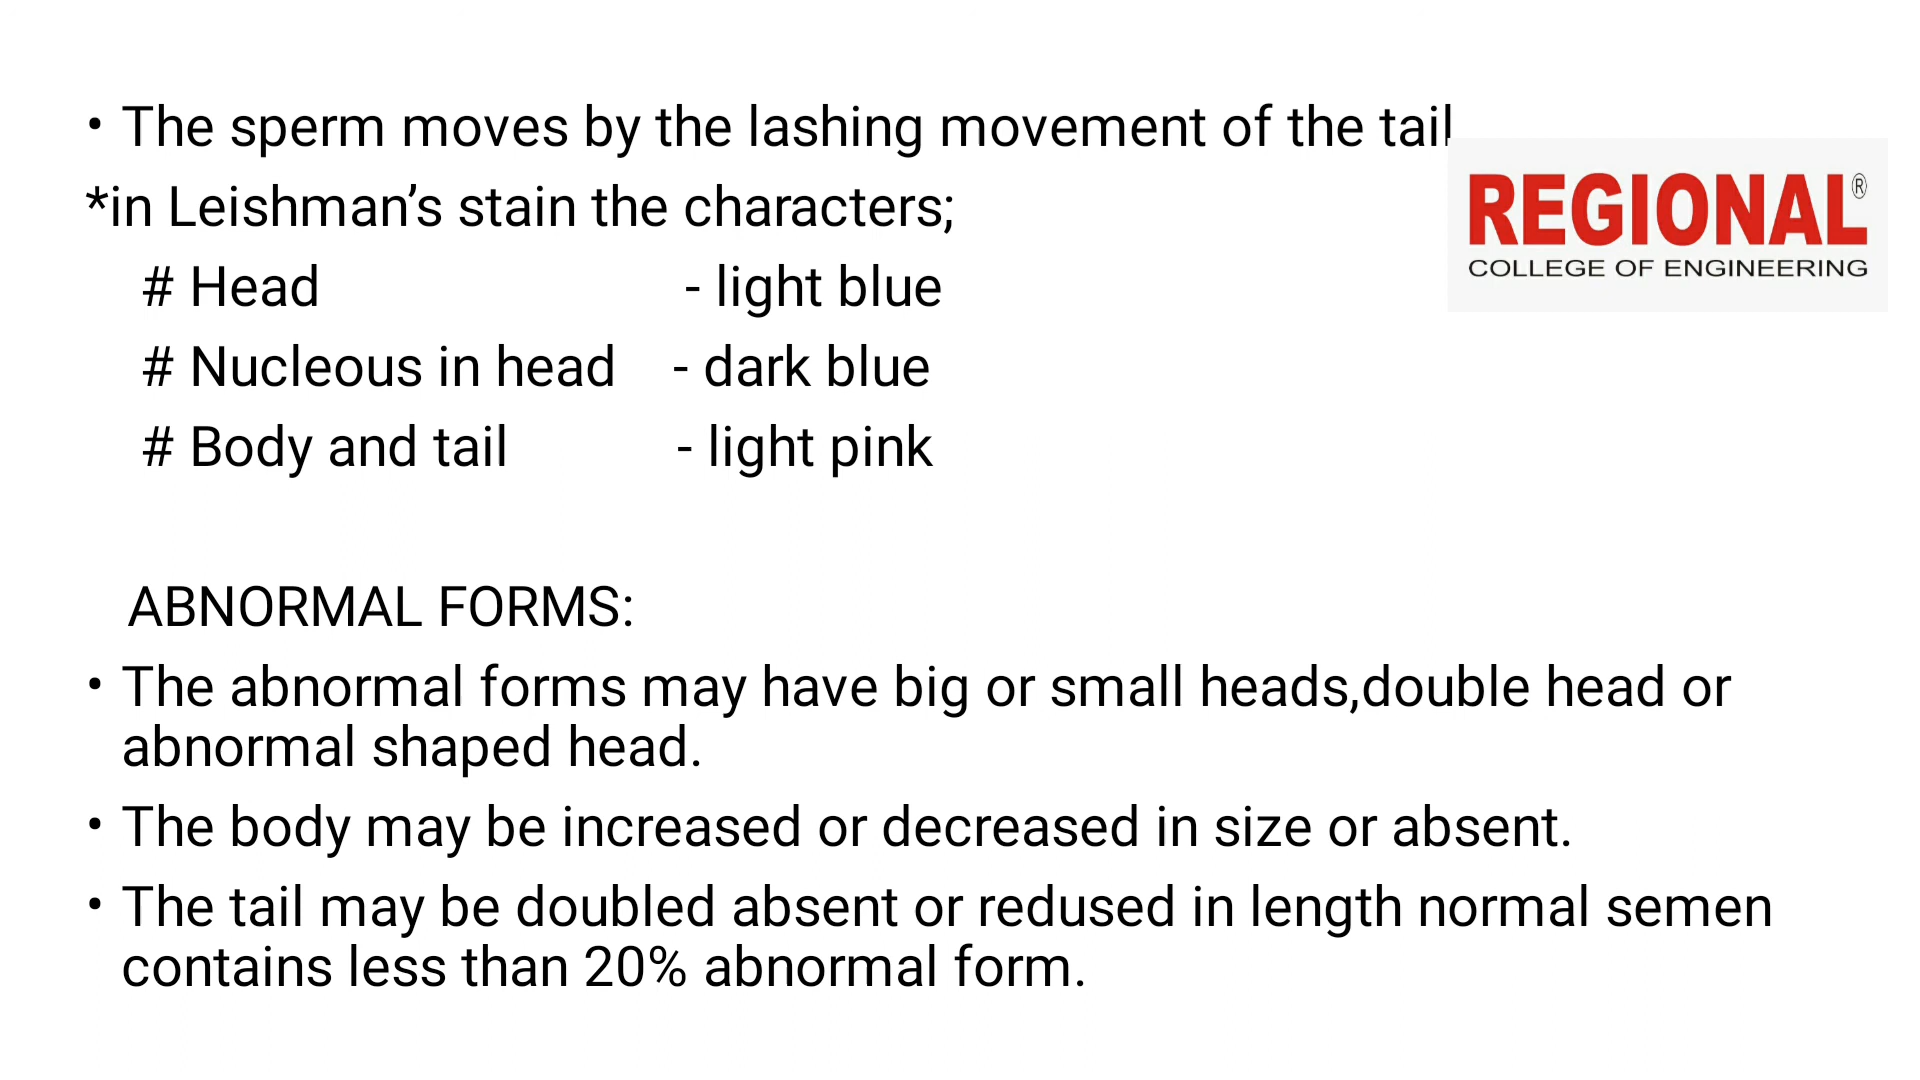 • The sperm moves by the lashing movement of the tail
*in Leishman’s stain the characters;
# Head - light blue
# Nucleous in head - dark blue
# Body and tail - light pink
REGIONAL®
COLLEGE OF ENGINEERING
ABNORMAL FORMS:
• The abnormal forms may have big or small heads,double head or
abnormal shaped head.
• The body may be increased or decreased in size or absent.
• The tail may be doubled absent or redused in length normal semen
contains less than 20% abnormal form.